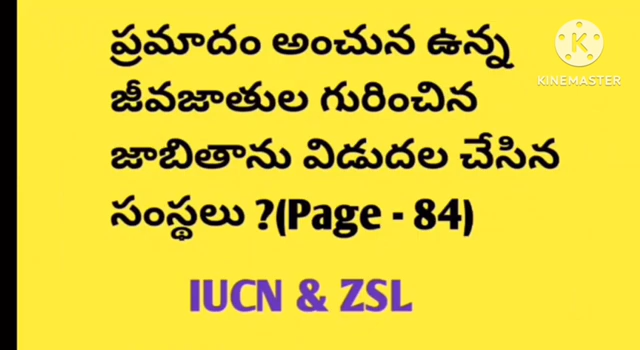 ప్రమాదం అంచున ఉన్న
జీవజాతుల గురించిన
జాబితాను విడుదల చేసిన
సంస్థలు ?(Page - 84)
IUCN & ZSL
K
KINEMASTER